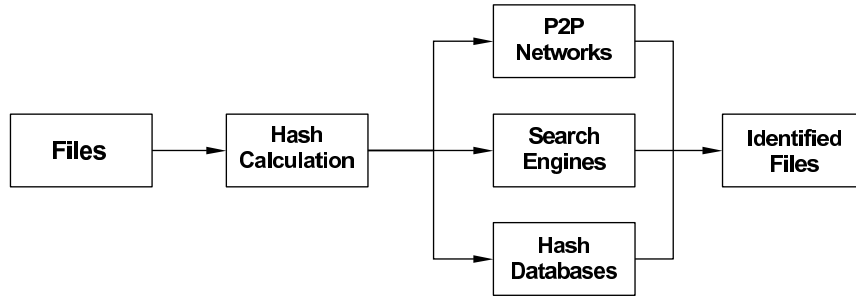 P2P
Networks
Files
Hash
Calculation
Search
Engines
Identified
Files
Hash
Databases